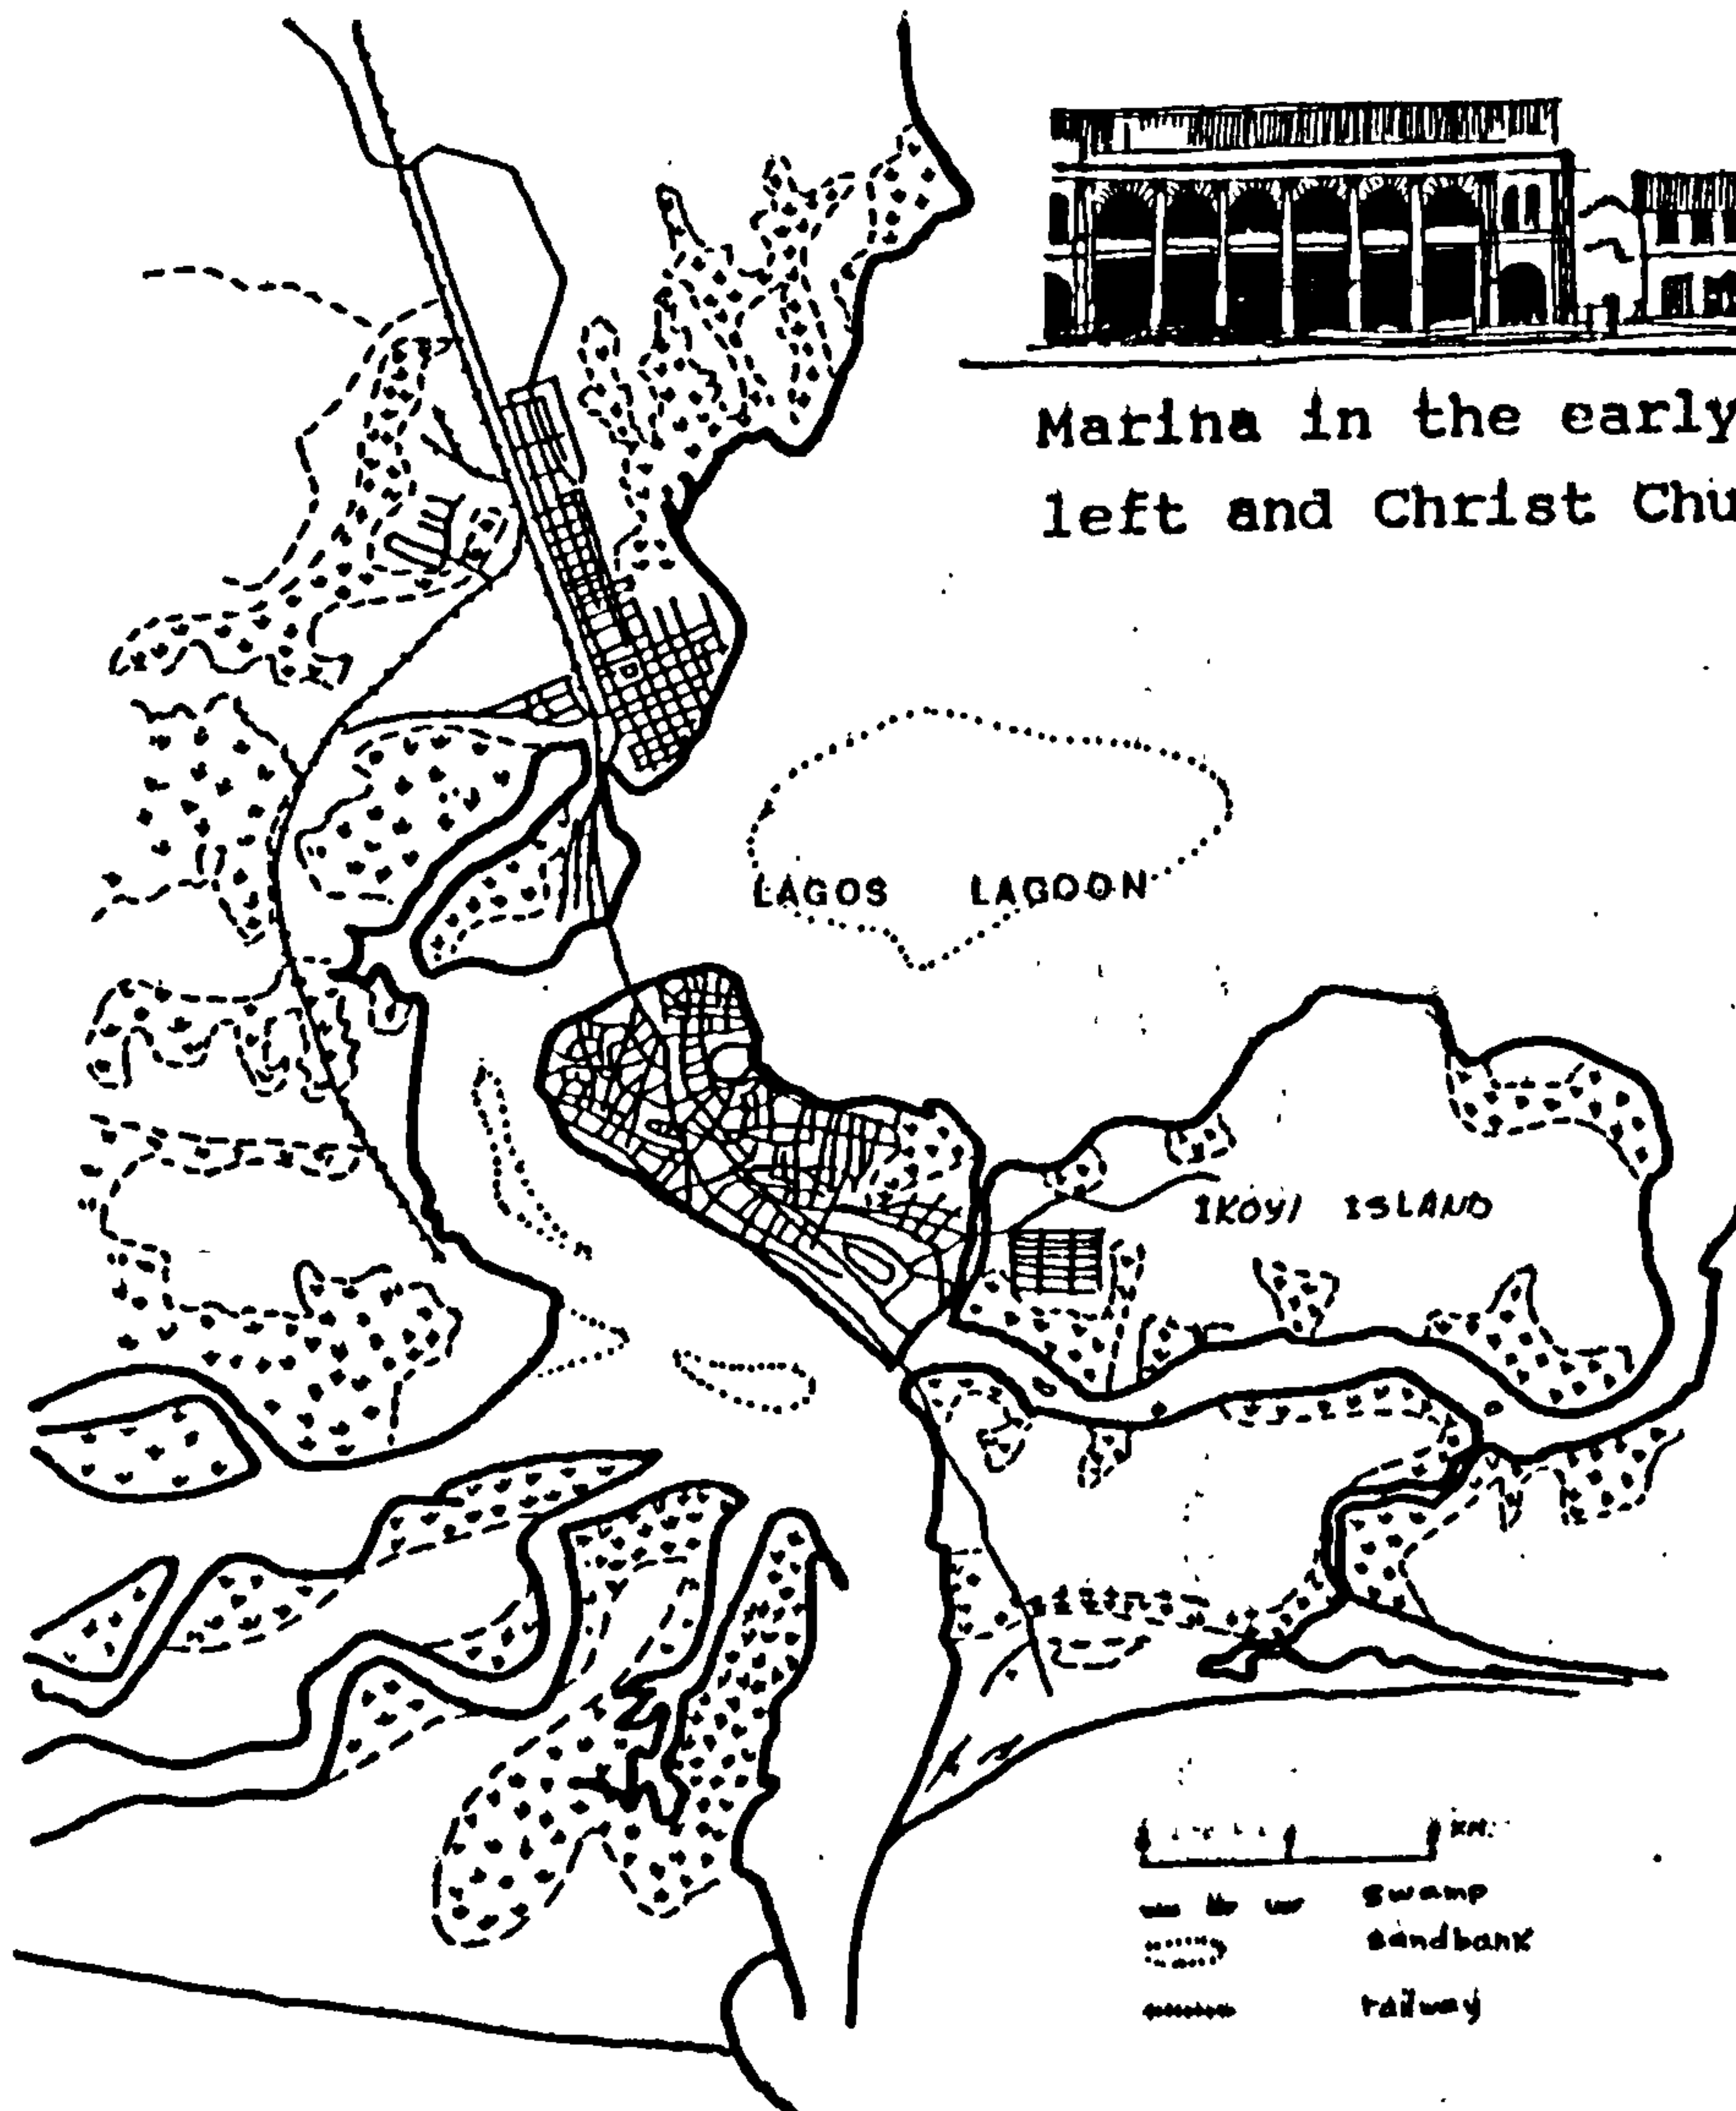 Marina in the early
left and Christ Chu
LAGOS LAGOON
IKOYI ISLAND
KM:
swamp
sandbank
railway